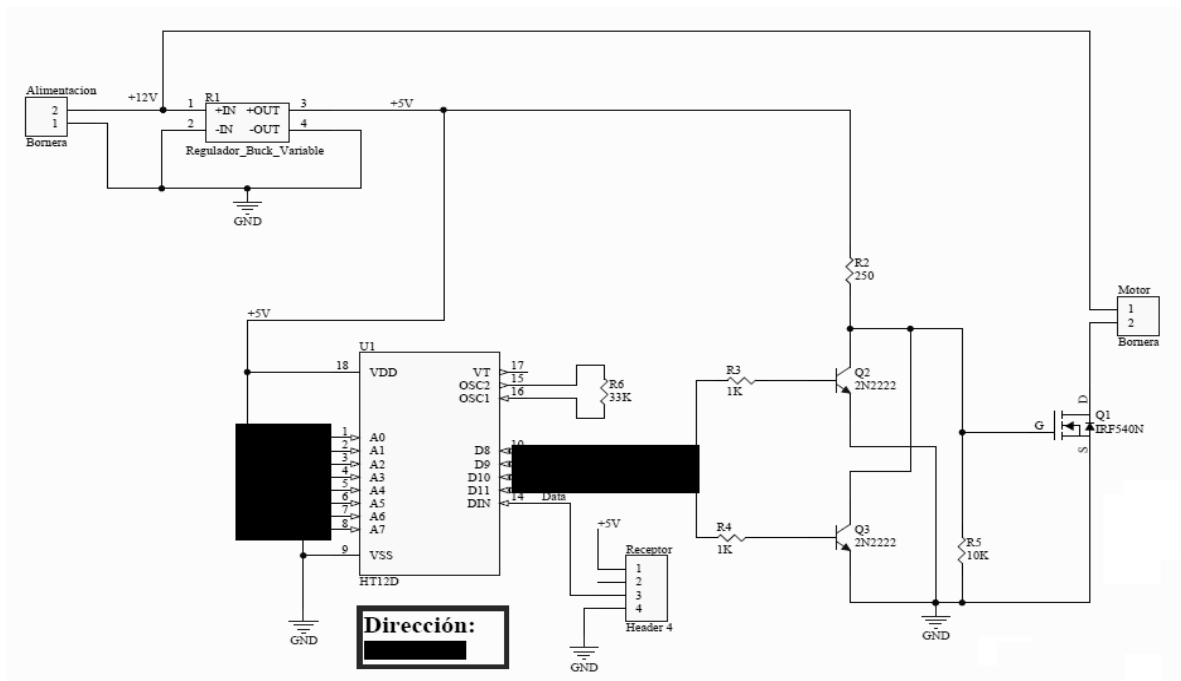 Alimentacion
2
1
Bornera
+12V
R1
1 +IN +OUT 3
2 -IN -OUT 4
Regulador_Buck_Variable
GND
+5V
+5V
R2
250
Motor
1
2
Bornera
U1
18 VDD
VT 17
OSC2 15
OSC1 16
R6
33K
1 A0
2 A1
3 A2
4 A3
5 A4
6 A5
7 A6
8 A7
9 VSS
D8
D9
D10
D11
DIN 14 Data
HT12D
GND
R3
1K
Q2
2N2222
R4
1K
Q3
2N2222
G
D
S
Q1
IRF540N
R5
10K
GND
+5V
Receptor
1
2
3
4
Header 4
GND
Dirección: